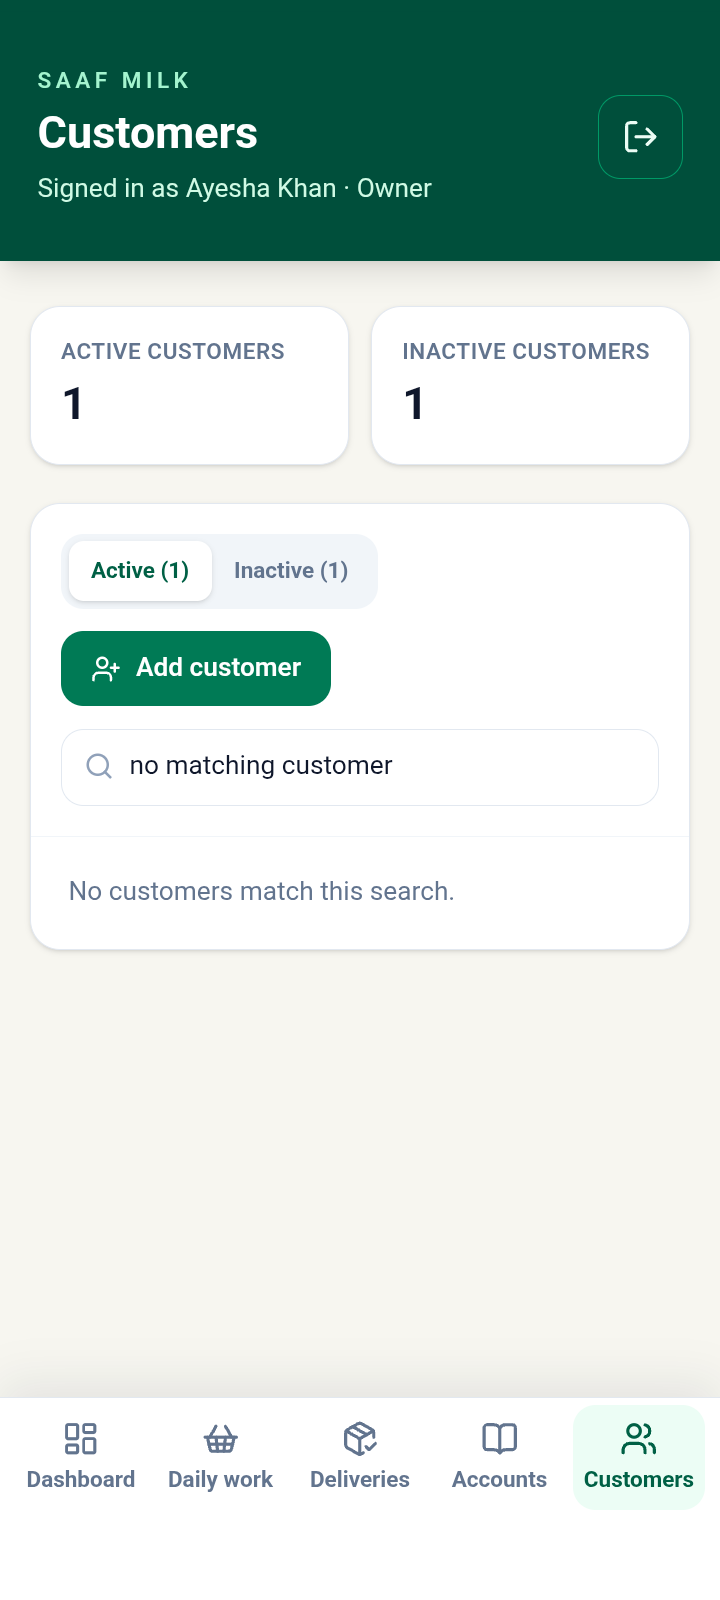 SAAF MILK
Customers
Signed in as Ayesha Khan · Owner
ACTIVE CUSTOMERS
1
INACTIVE CUSTOMERS
1
Active (1)
Inactive (1)
Add customer
no matching customer
No customers match this search.
Dashboard
Daily work
Deliveries
Accounts
Customers